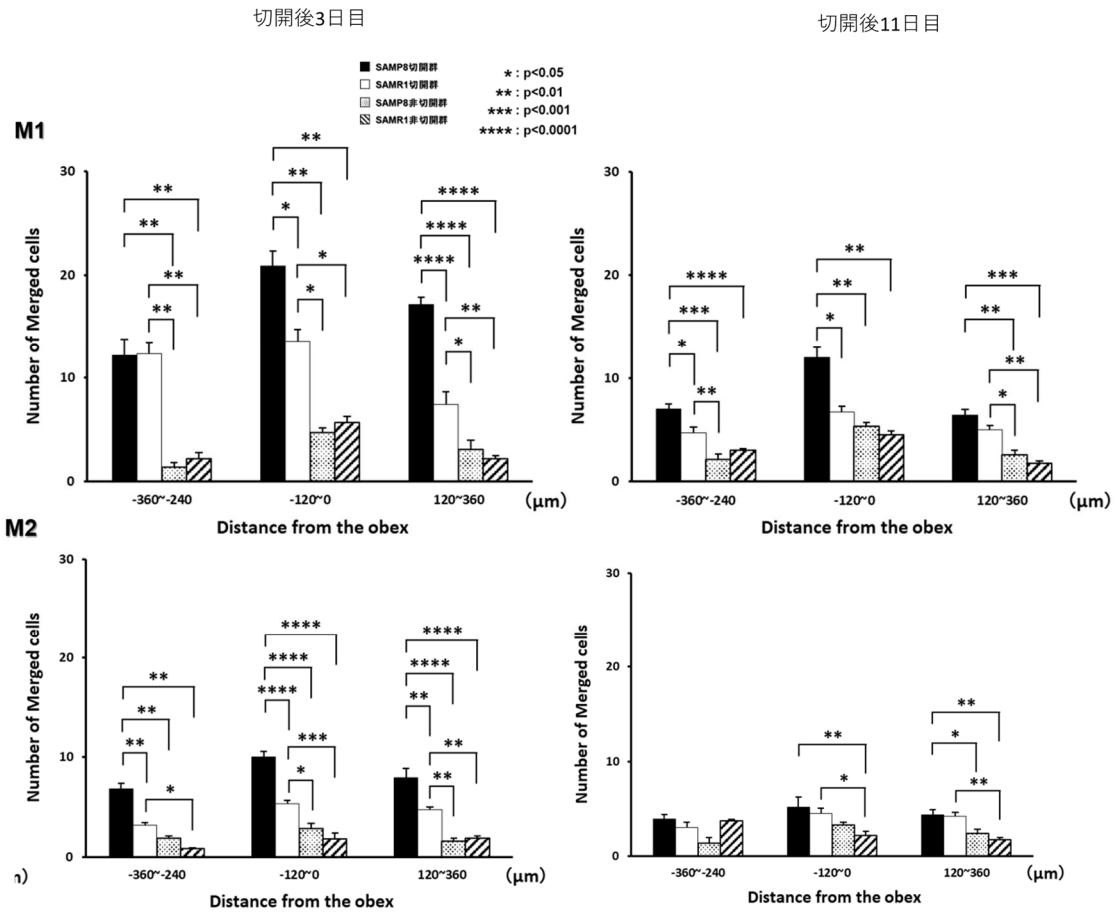 切開後3日目
切開後11日目
SAMP8切開群
SAMR1切開群
SAMP8非切開群
SAMR1非切開群
* : p<0.05
** : p<0.01
*** : p<0.001
**** : p<0.0001
M1
Number of Merged cells
30
20
10
0
** ** ** **
** ** * * *
**** **** **** ** *
-360~-240
-120~0
120~360
(μm)
Distance from the obex
Number of Merged cells
30
20
10
0
**** *** * **
** ** *
*** ** ** *
-360~-240
-120~0
120~360
(μm)
Distance from the obex
M2
Number of Merged cells
30
20
10
0
** ** ** *
**** **** **** *** *
**** **** ** ** **
-360~-240
-120~0
120~360
(μm)
ı)
Distance from the obex
Number of Merged cells
30
20
10
0
** *
** * **
-360~-240
-120~0
120~360
(μm)
Distance from the obex